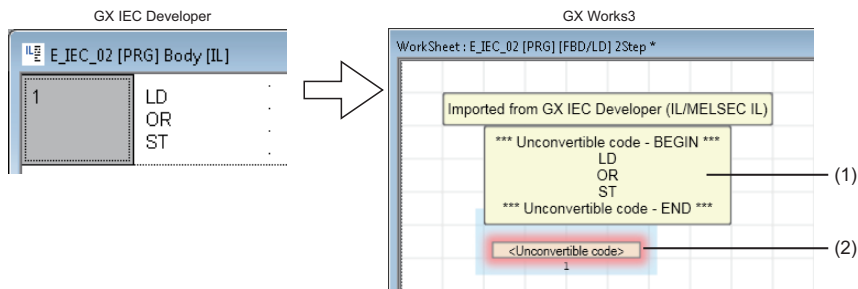 GX IEC Developer
E_IEC_02 [PRG] Body [IL]
1
LD
OR
ST
GX Works3
WorkSheet : E_IEC_02 [PRG] [FBD/LD] 2Step *
Imported from GX IEC Developer (IL/MELSEC IL)
*** Unconvertible code - BEGIN ***
LD
OR
ST
*** Unconvertible code - END ***
(1)
<Unconvertible code>
1
(2)